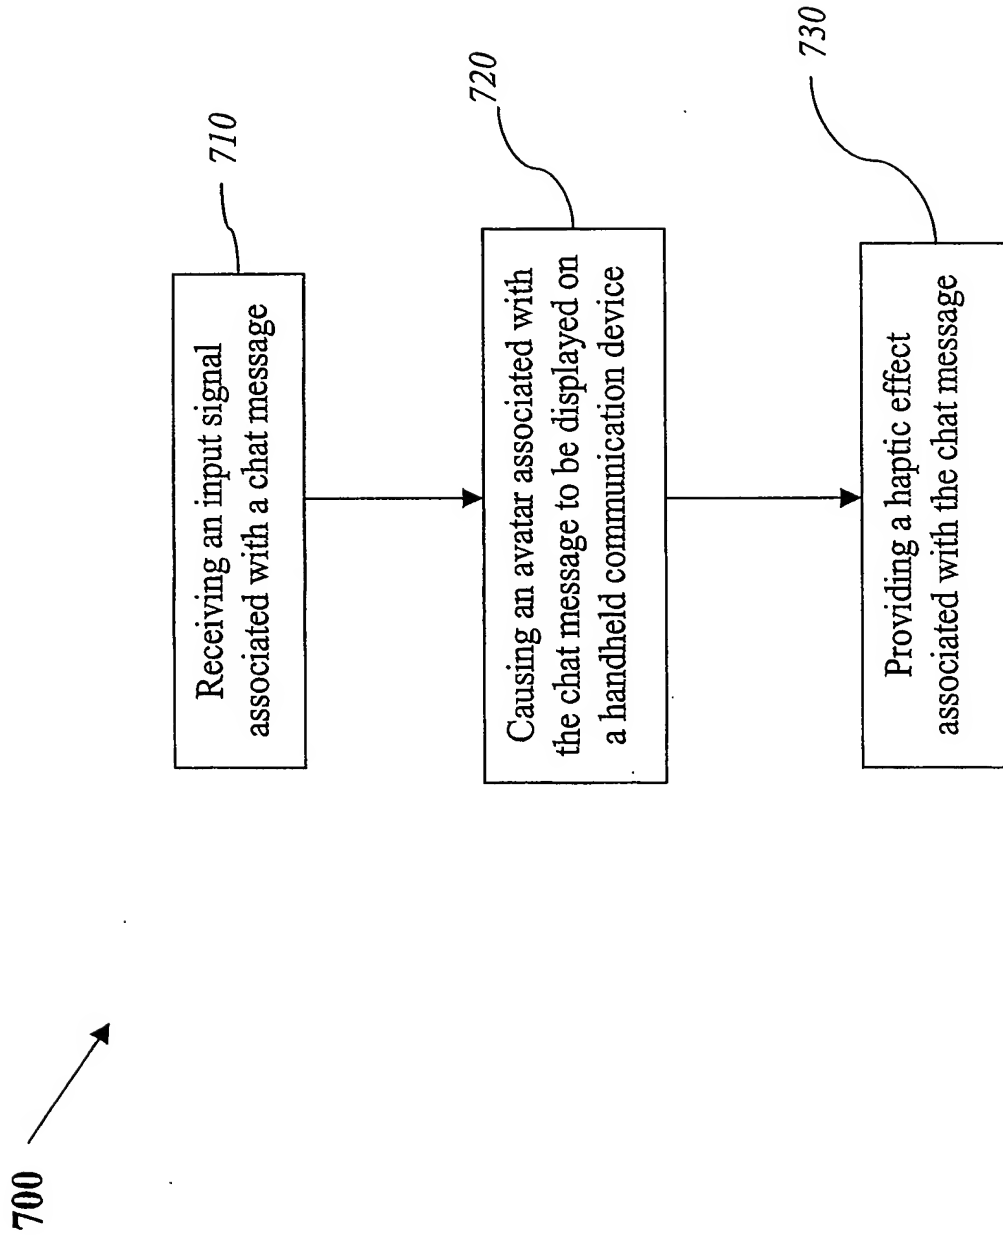 700
Receiving an input signal
associated with a chat message
710
Causing an avatar associated with
the chat message to be displayed on
a handheld communication device
720
Providing a haptic effect
associated with the chat message
730